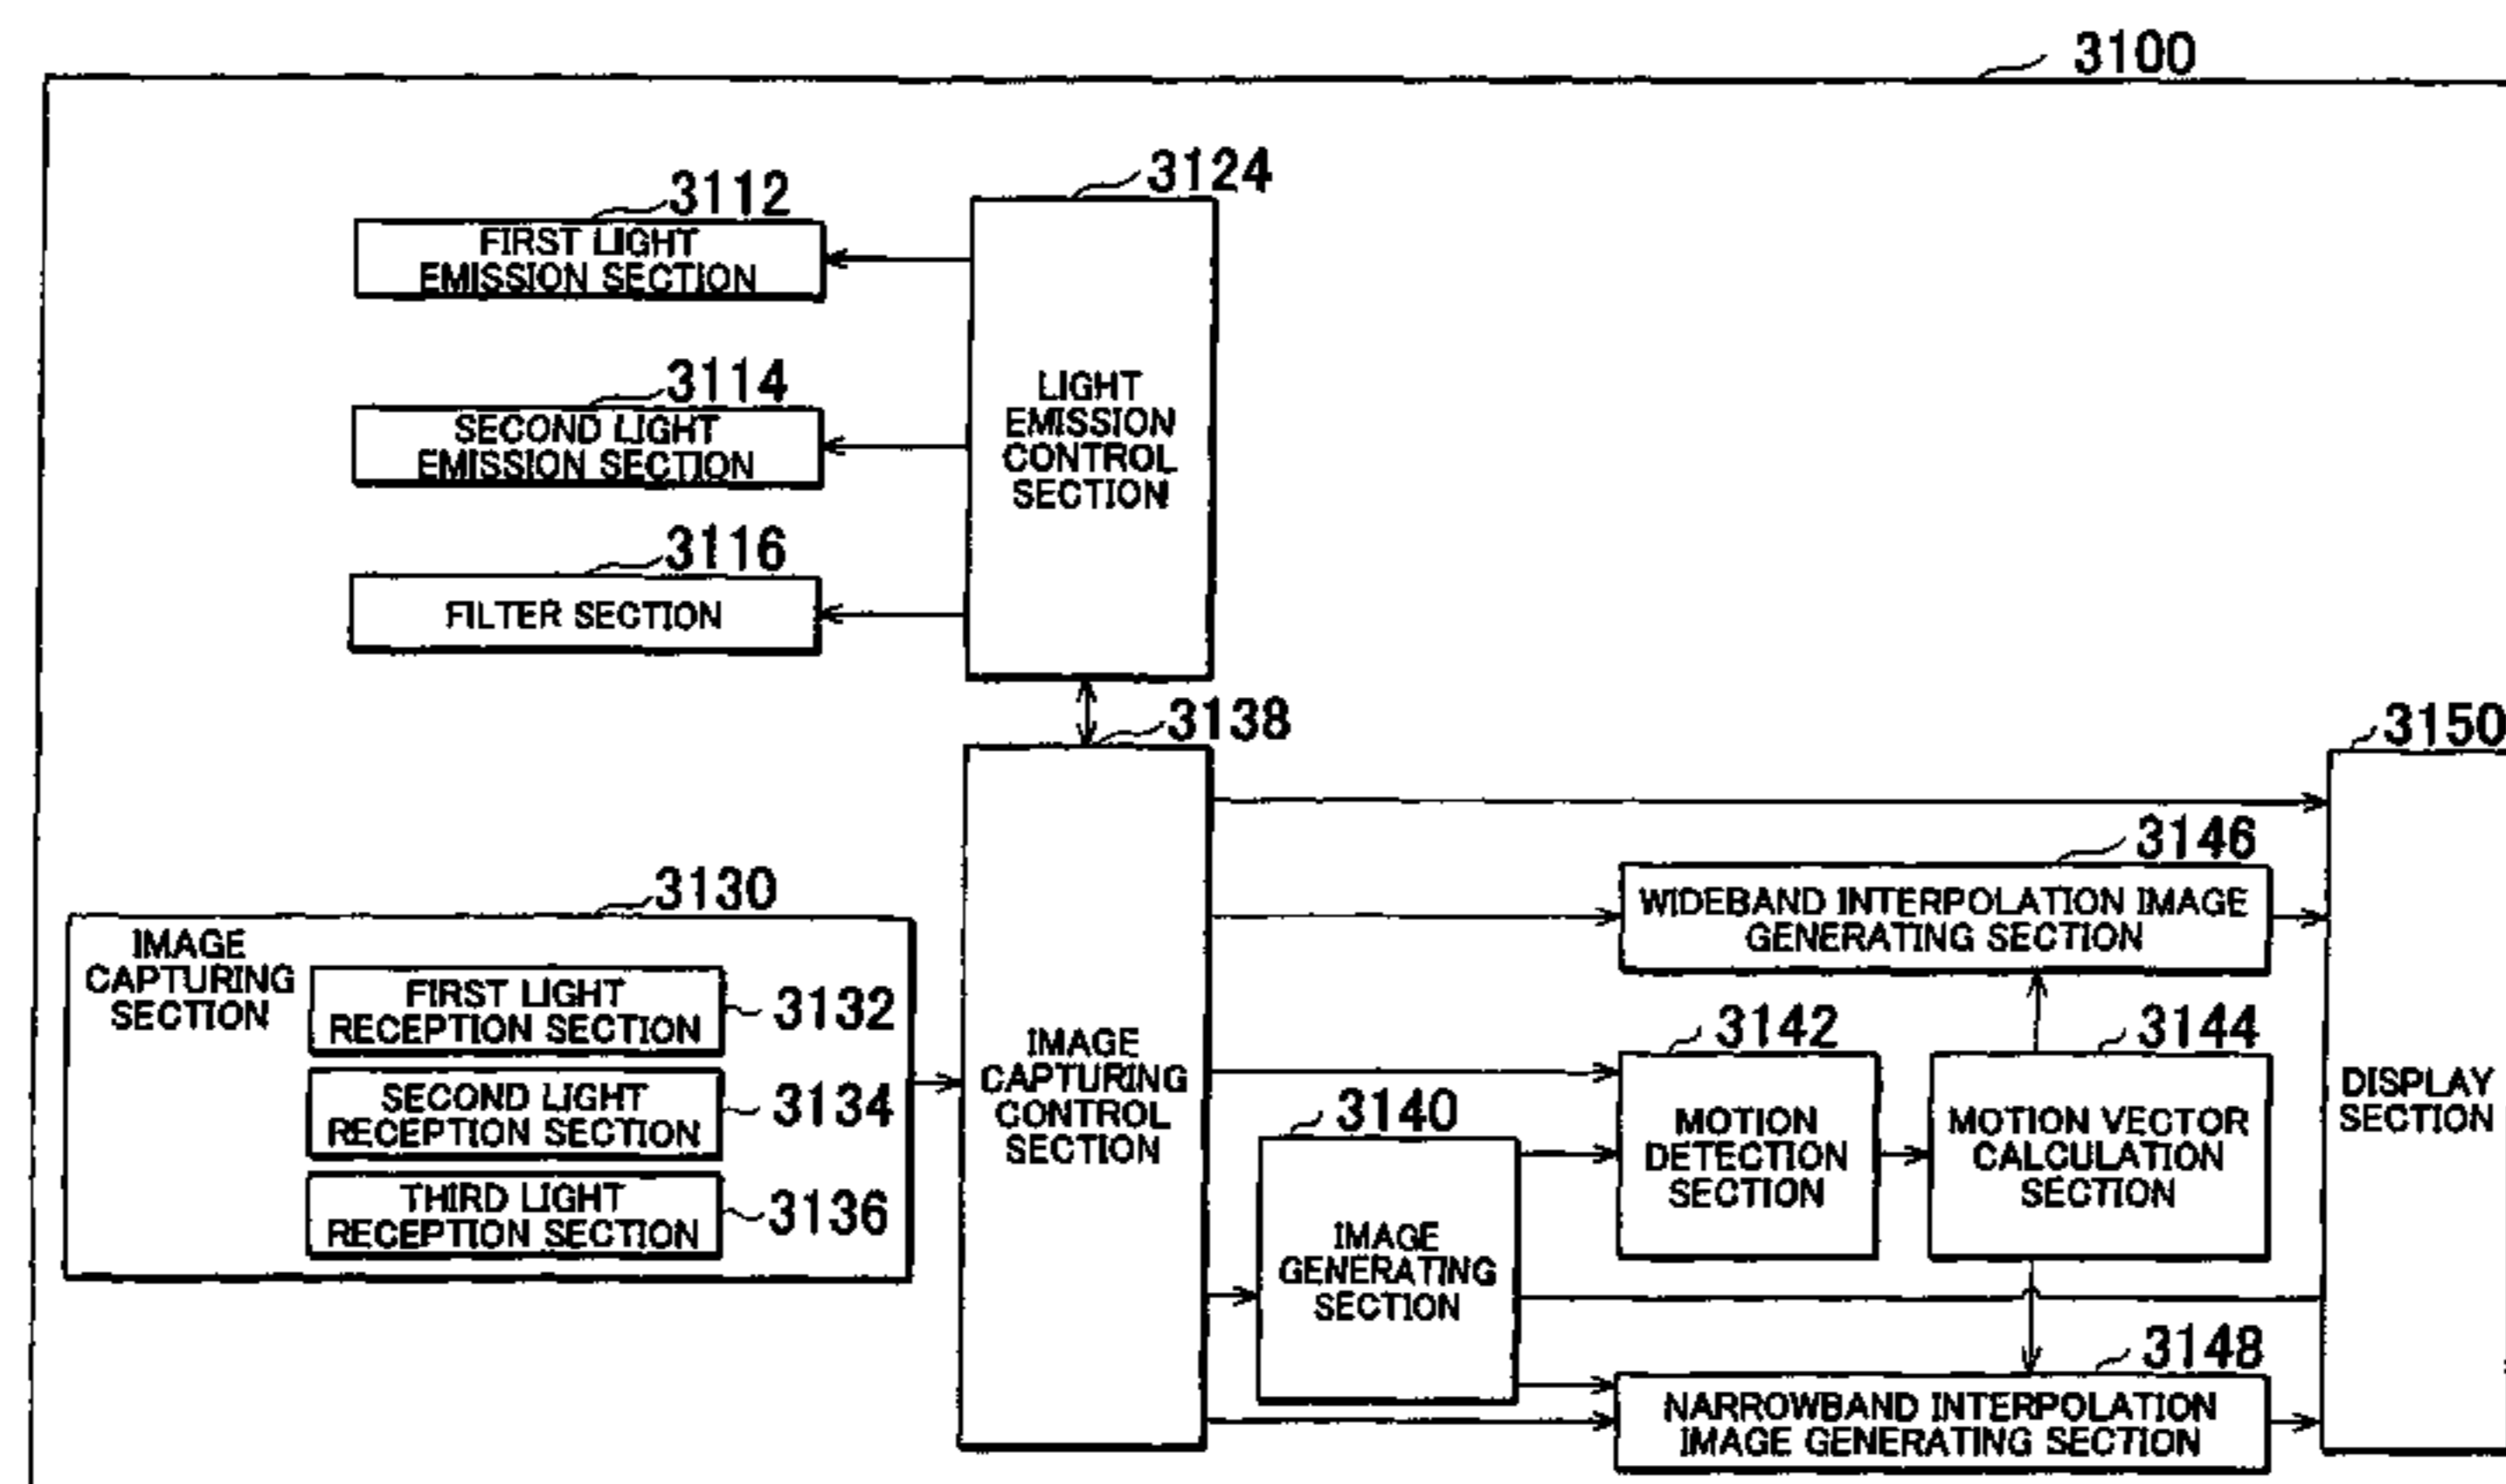 3100
3124
3112
FIRST LIGHT
EMISSION SECTION
3114
SECOND LIGHT
EMISSION SECTION
LIGHT
EMISSION
CONTROL
SECTION
3116
FILTER SECTION
3138
3150
3146
WIDEBAND INTERPOLATION IMAGE
GENERATING SECTION
3130
IMAGE
CAPTURING
SECTION
FIRST LIGHT
RECEPTION SECTION
3132
SECOND LIGHT
RECEPTION SECTION
3134
THIRD LIGHT
RECEPTION SECTION
3136
IMAGE
CAPTURING
CONTROL
SECTION
3140
IMAGE
GENERATING
SECTION
3142
MOTION
DETECTION
SECTION
3144
MOTION VECTOR
CALCULATION
SECTION
DISPLAY
SECTION
3148
NARROWBAND INTERPOLATION
IMAGE GENERATING SECTION